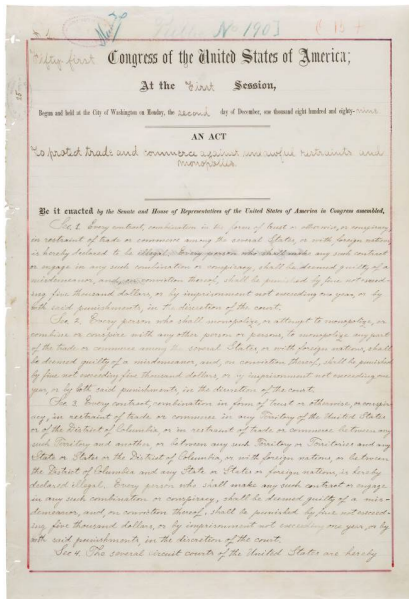 No 1903
Fifty-first Congress of the United States of America;
At the First Session,
Begun and held at the City of Washington on Monday, the second day of December, one thousand eight hundred and eighty-nine
AN ACT
To protect trade and commerce against unlawful restraints and
monopolies
Be it enacted by the Senate and House of Representatives of the United States of America in Congress assembled,
Sec. 1. Every contract, combination in the form of trust or otherwise, or conspiracy,
in restraint of trade or commerce among the several States, or with foreign nations,
is hereby declared to be illegal. Every person who shall make any such contract
or engage in any such combination or conspiracy, shall be deemed guilty of a
misdemeanor, and, on conviction thereof, shall be punished by fine not exceed-
ing five thousand dollars, or by imprisonment not exceeding one year, or by
both said punishments, in the discretion of the court.
Sec. 2. Every person who shall monopolize, or attempt to monopolize, or
combine or conspire with any other person or persons, to monopolize any part
of the trade or commerce among the several States, or with foreign nations, shall
be deemed guilty of a misdemeanor, and, on conviction thereof, shall be punished
by fine not exceeding five thousand dollars, or by imprisonment not exceeding one
year, or by both said punishments, in the discretion of the court.
Sec. 3. Every contract, combination in form of trust or otherwise, or conspir-
acy, in restraint of trade or commerce in any Territory of the United States
or of the District of Columbia, or in restraint of trade or commerce between any
such Territory and another, or between any such Territory or Territories and any
State or States or the District of Columbia, or with foreign nations, or between
the District of Columbia and any State or States or foreign nations, is hereby
declared illegal. Every person who shall make any such contract or engage
in any such combination or conspiracy, shall be deemed guilty of a mis-
demeanor, and, on conviction thereof, shall be punished by fine not exceed-
ing five thousand dollars, or by imprisonment not exceeding one year, or by
both said punishments, in the discretion of the court.
Sec. 4. The several circuit courts of the United States are hereby